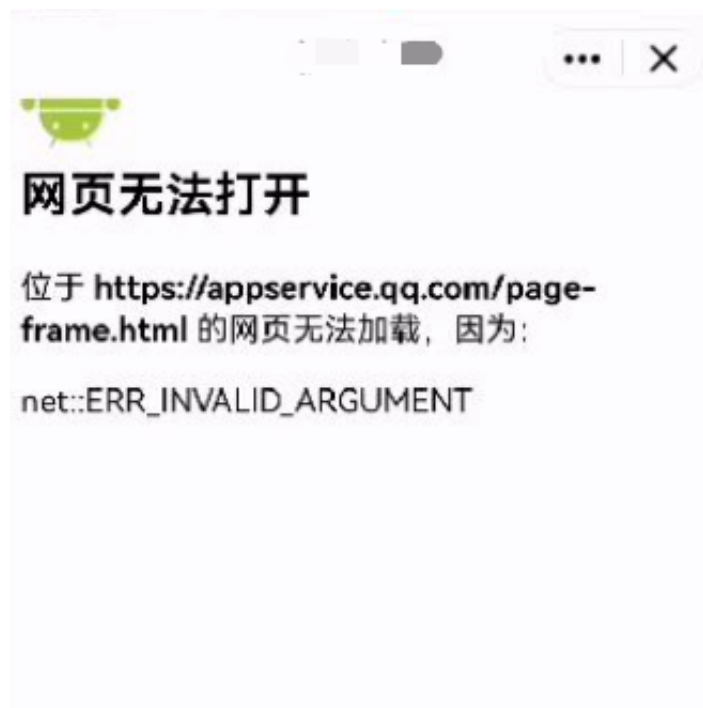 网页无法打开
位于 https://appservice.qq.com/page-
frame.html 的网页无法加载，因为：
net::ERR_INVALID_ARGUMENT